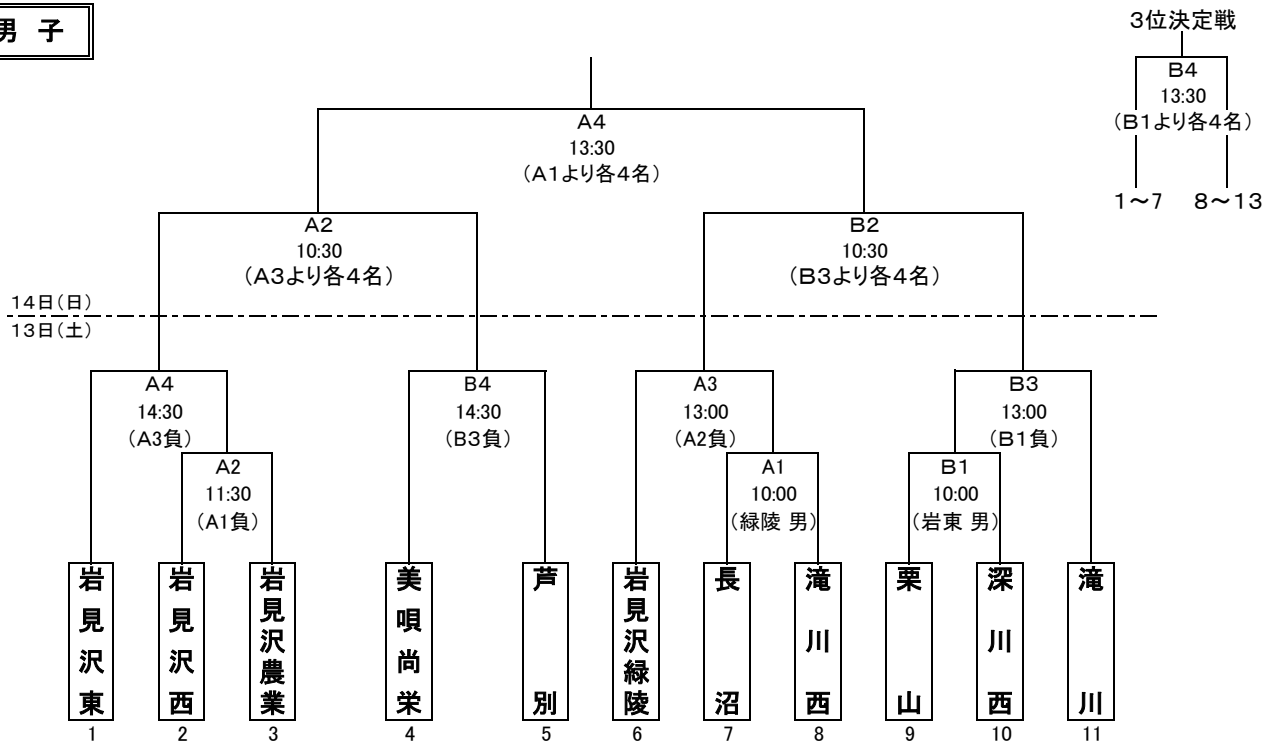 男 子
3位決定戦
B4
13:30
（B1より各4名）
1～7 8～13
A4
13:30
（A1より各4名）
A2
10:30
（A3より各4名）
B2
10:30
（B3より各4名）
14日（日）
13日（土）
A4
14:30
（A3負）
B4
14:30
（B3負）
A3
13:00
（A2負）
B3
13:00
（B1負）
A2
11:30
（A1負）
A1
10:00
（緑陵 男）
B1
10:00
（岩東 男）
岩見沢東
岩見沢西
岩見沢農業
美唄尚栄
芦別
岩見沢緑陵
長沼
滝川西
栗山
深川西
滝川
1 2 3 4 5 6 7 8 9 10 11